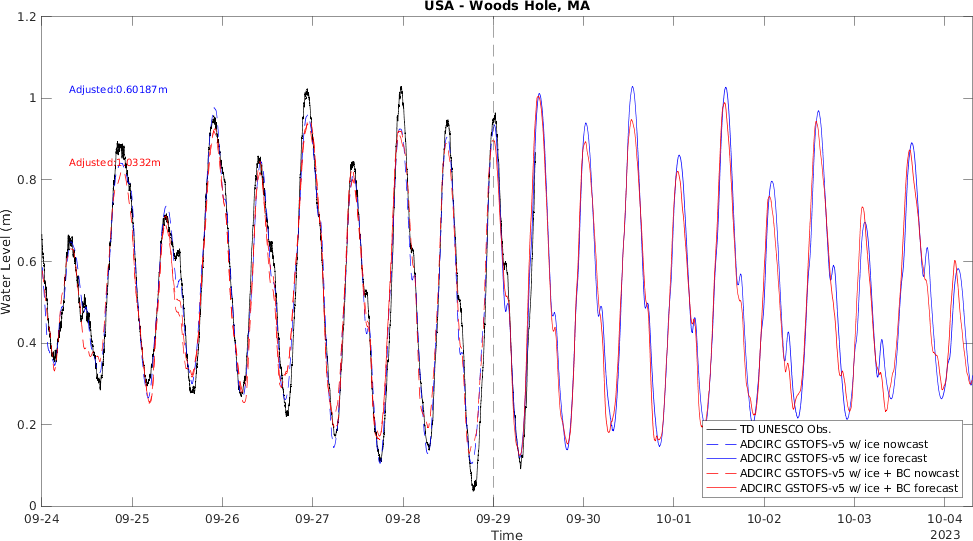 USA - Woods Hole, MA
1.2
1
0.8
0.6
0.4
0.2
0
Water Level (m)
Adjusted:0.60187m
09-24
09-25
09-26
09-27
09-28
09-29
09-30
10-01
10-02
10-03
10-04
2023
Time
TD UNESCO Obs.
ADCIRC GSTOFS-v5 w/ ice nowcast
ADCIRC GSTOFS-v5 w/ ice forecast
ADCIRC GSTOFS-v5 w/ ice + BC nowcast
ADCIRC GSTOFS-v5 w/ ice + BC forecast